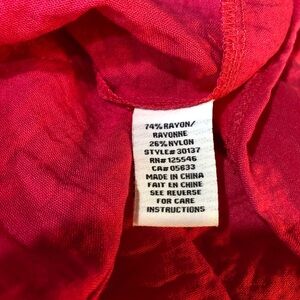 74% RAYON/
RAYONNE
26% NYLON
STYLE# 30137
RN# 125546
CA# 05633
MADE IN CHINA
FAIT EN CHINE
SEE REVERSE
FOR CARE
INSTRUCTIONS